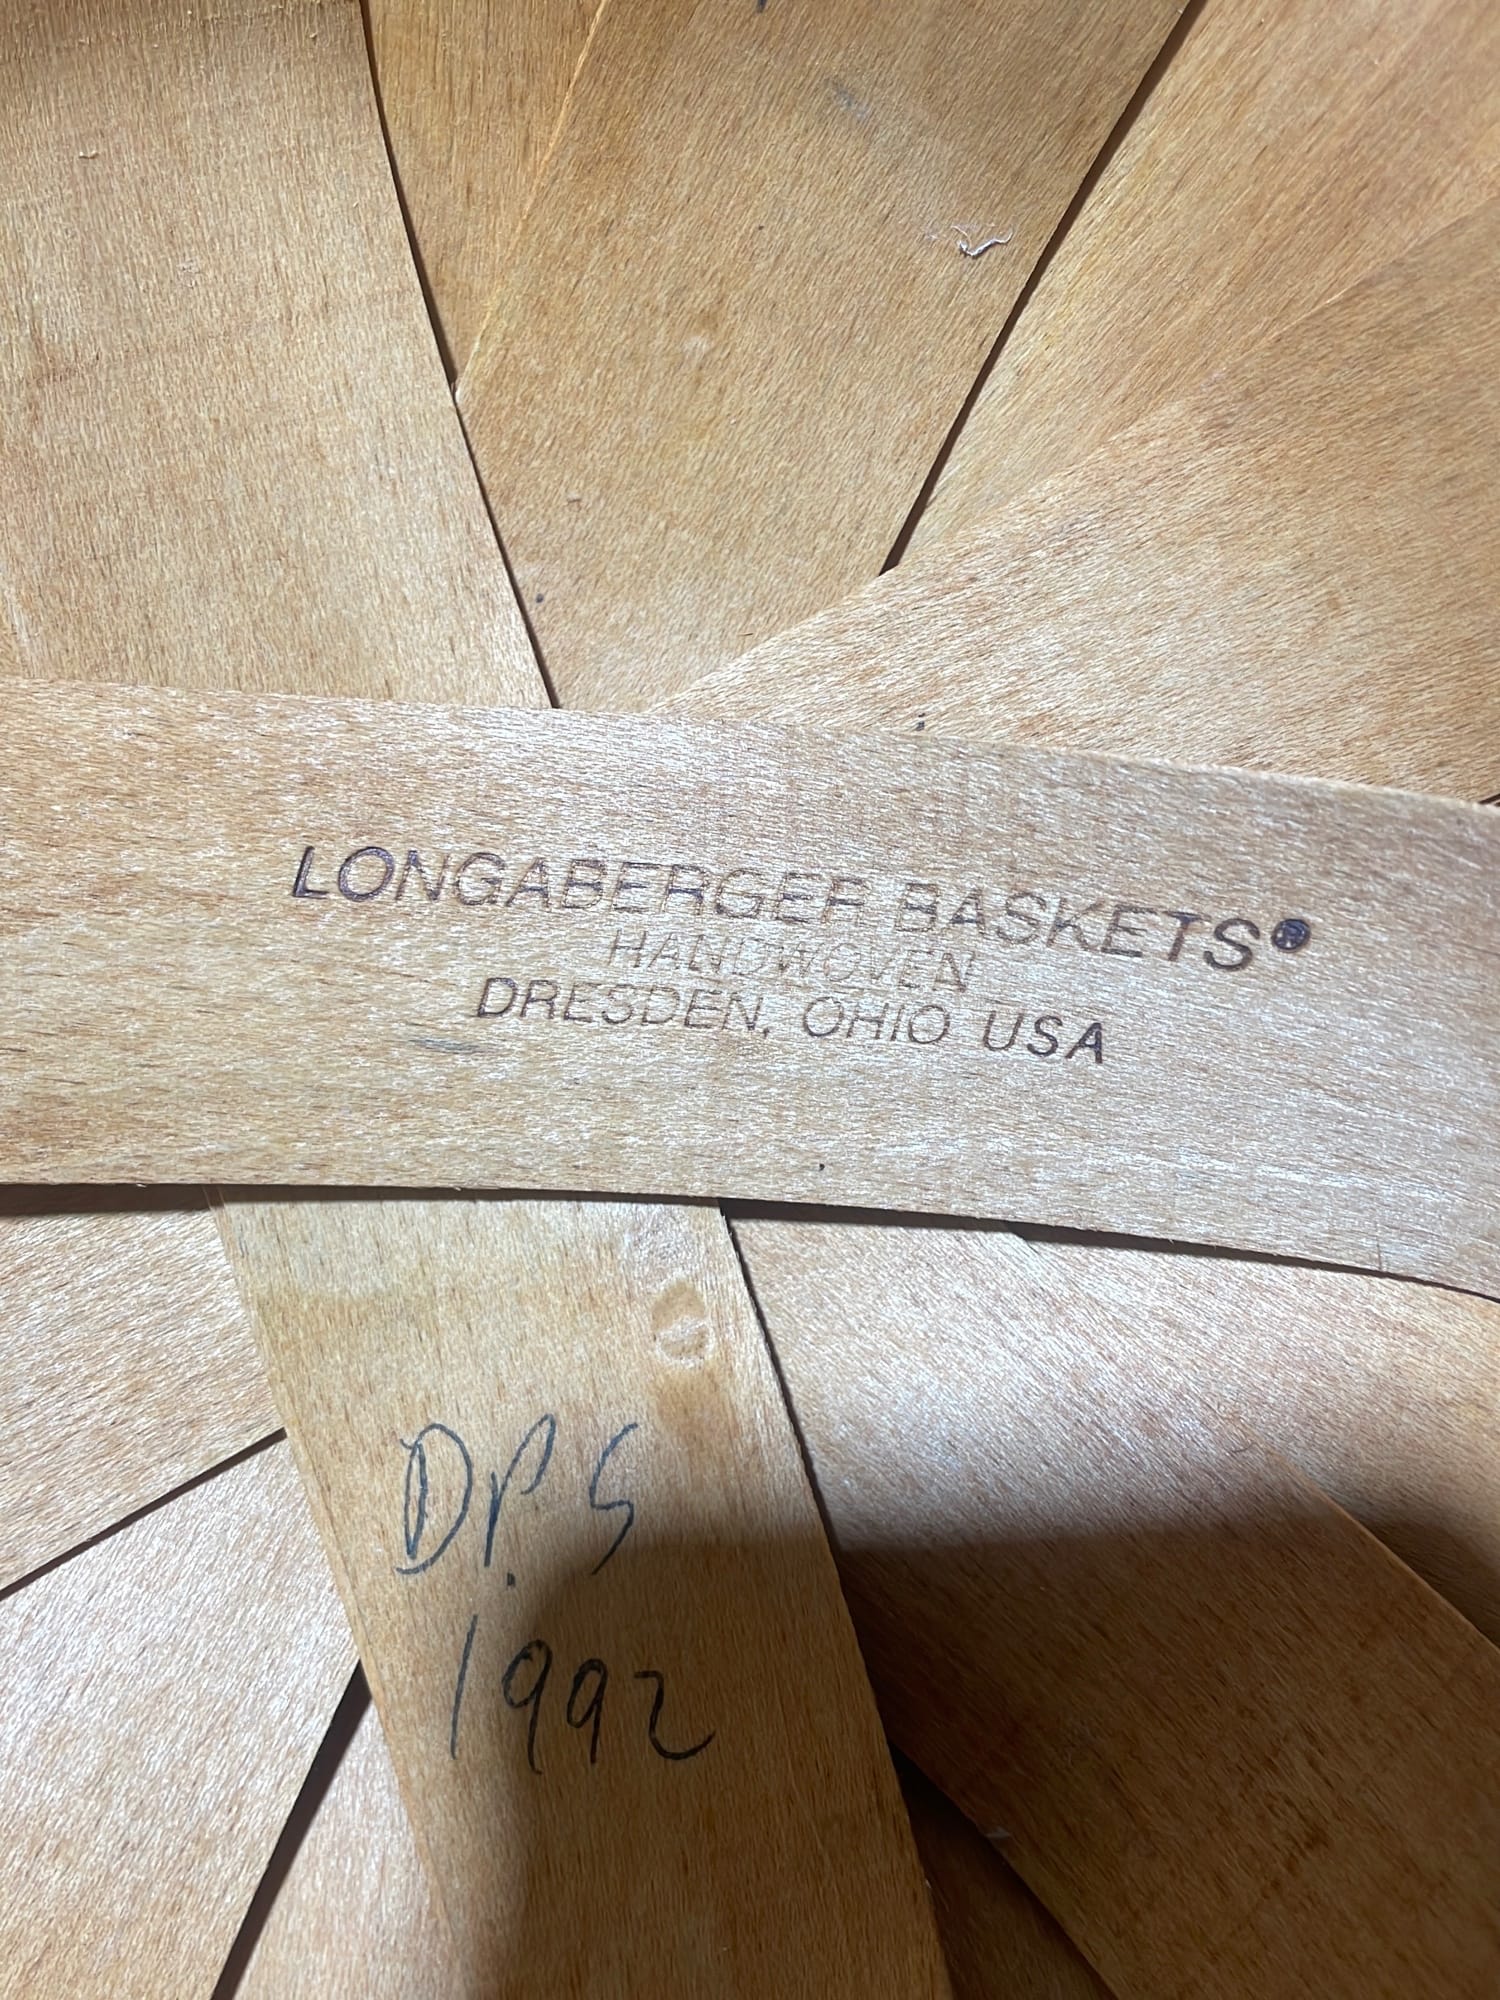 LONGABERGER BASKETS®
HANDWOVEN
DRESDEN, OHIO USA
D.P.S
1992